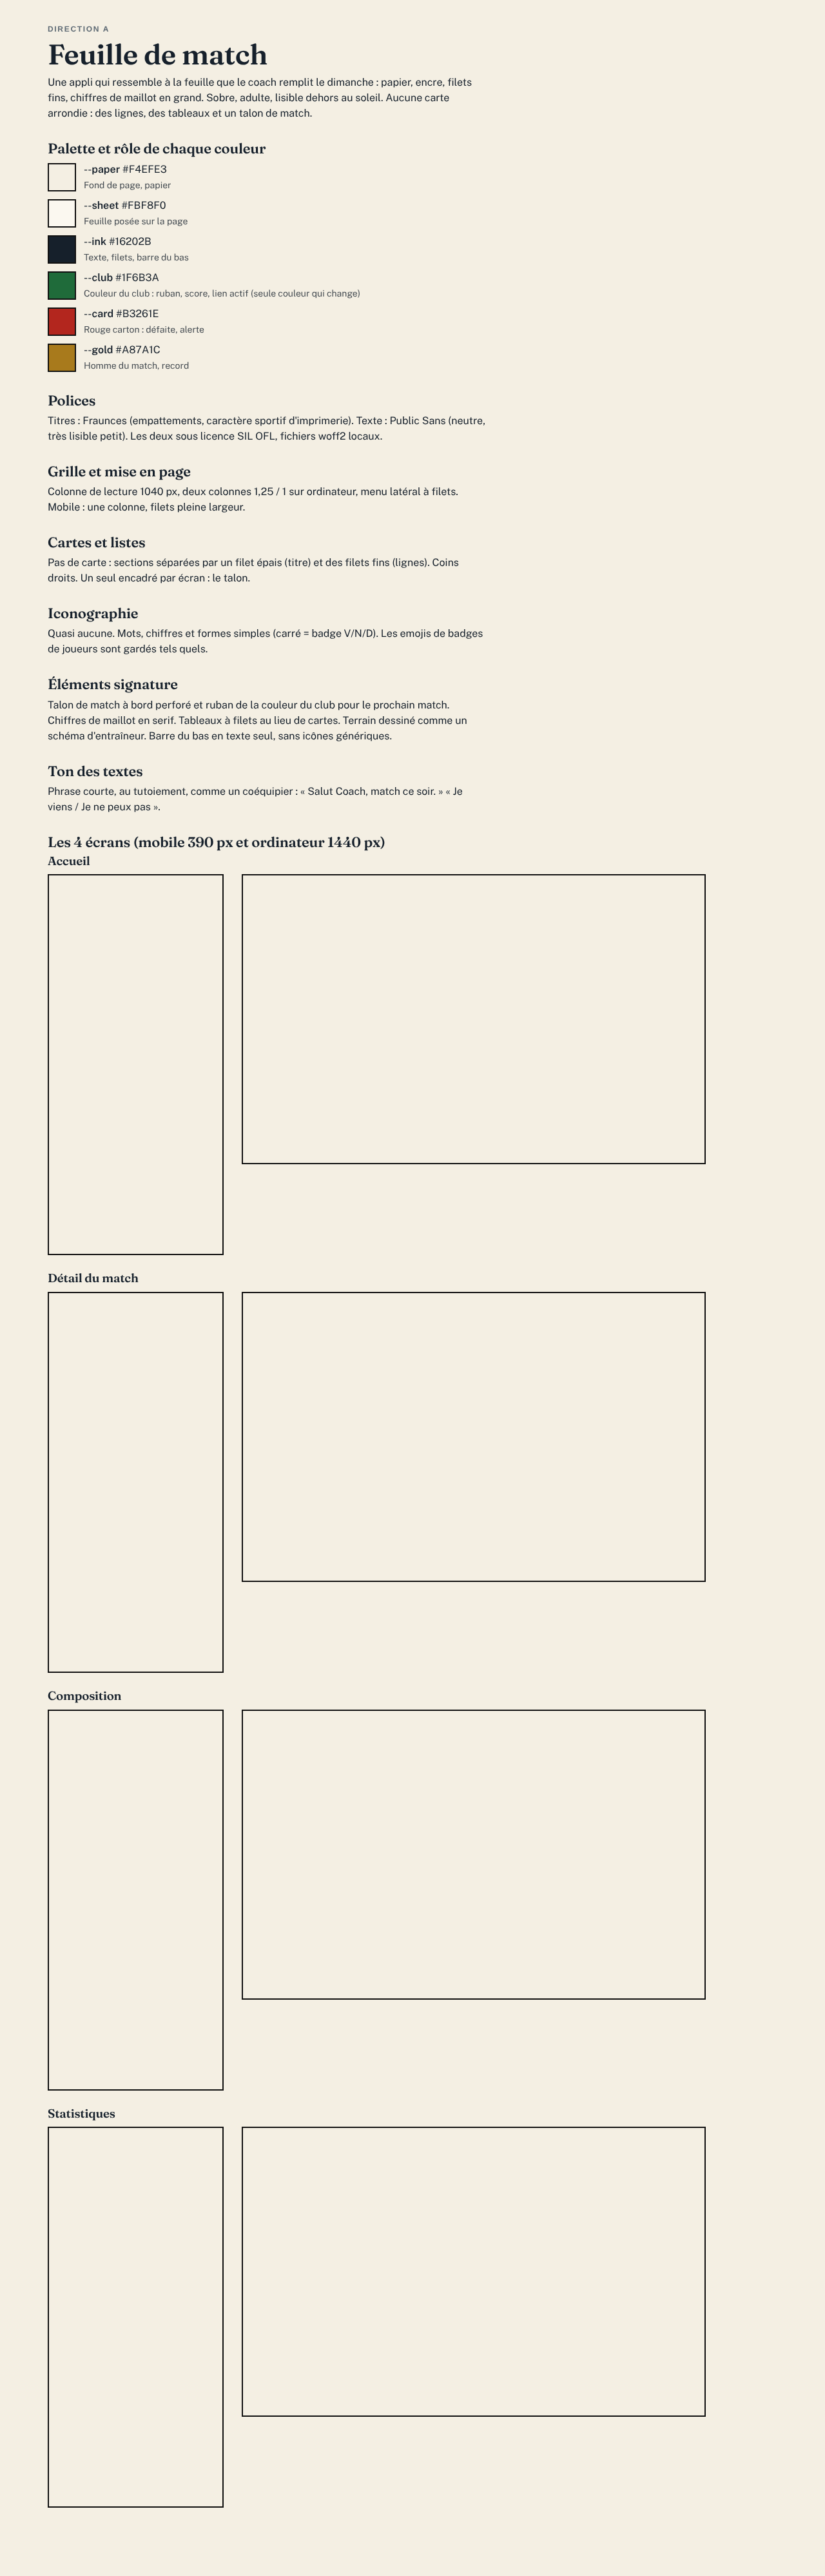 DIRECTION A
Feuille de match
Une appli qui ressemble à la feuille que le coach remplit le dimanche : papier, encre, filets
fins, chiffres de maillot en grand. Sobre, adulte, lisible dehors au soleil. Aucune carte
arrondie : des lignes, des tableaux et un talon de match.
Palette et rôle de chaque couleur
--paper #F4EFE3
Fond de page, papier
--sheet #FBF8F0
Feuille posée sur la page
--ink #16202B
Texte, filets, barre du bas
--club #1F6B3A
Couleur du club : ruban, score, lien actif (seule couleur qui change)
--card #B3261E
Rouge carton : défaite, alerte
--gold #A87A1C
Homme du match, record
Polices
Titres : Fraunces (empattements, caractère sportif d'imprimerie). Texte : Public Sans (neutre,
très lisible petit). Les deux sous licence SIL OFL, fichiers woff2 locaux.
Grille et mise en page
Colonne de lecture 1040 px, deux colonnes 1,25 / 1 sur ordinateur, menu latéral à filets.
Mobile : une colonne, filets pleine largeur.
Cartes et listes
Pas de carte : sections séparées par un filet épais (titre) et des filets fins (lignes). Coins
droits. Un seul encadré par écran : le talon.
Iconographie
Quasi aucune. Mots, chiffres et formes simples (carré = badge V/N/D). Les emojis de badges
de joueurs sont gardés tels quels.
Éléments signature
Talon de match à bord perforé et ruban de la couleur du club pour le prochain match.
Chiffres de maillot en serif. Tableaux à filets au lieu de cartes. Terrain dessiné comme un
schéma d'entraîneur. Barre du bas en texte seul, sans icônes génériques.
Ton des textes
Phrase courte, au tutoiement, comme un coéquipier : « Salut Coach, match ce soir. » « Je
viens / Je ne peux pas ».
Les 4 écrans (mobile 390 px et ordinateur 1440 px)
Accueil
Détail du match
Composition
Statistiques